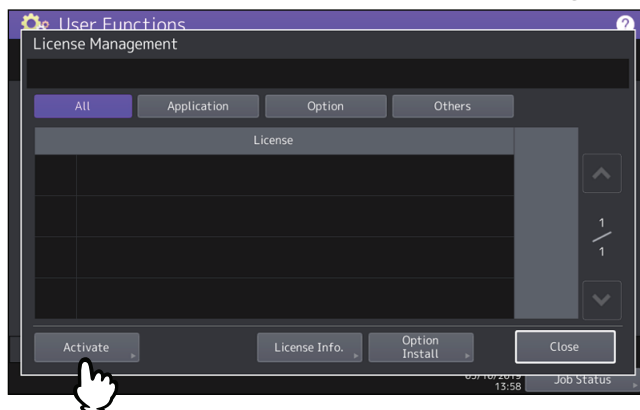 User Functions
?
License Management
All Application Option Others
License
1
1
Activate License Info. Option Install Close
13:58 Job Status